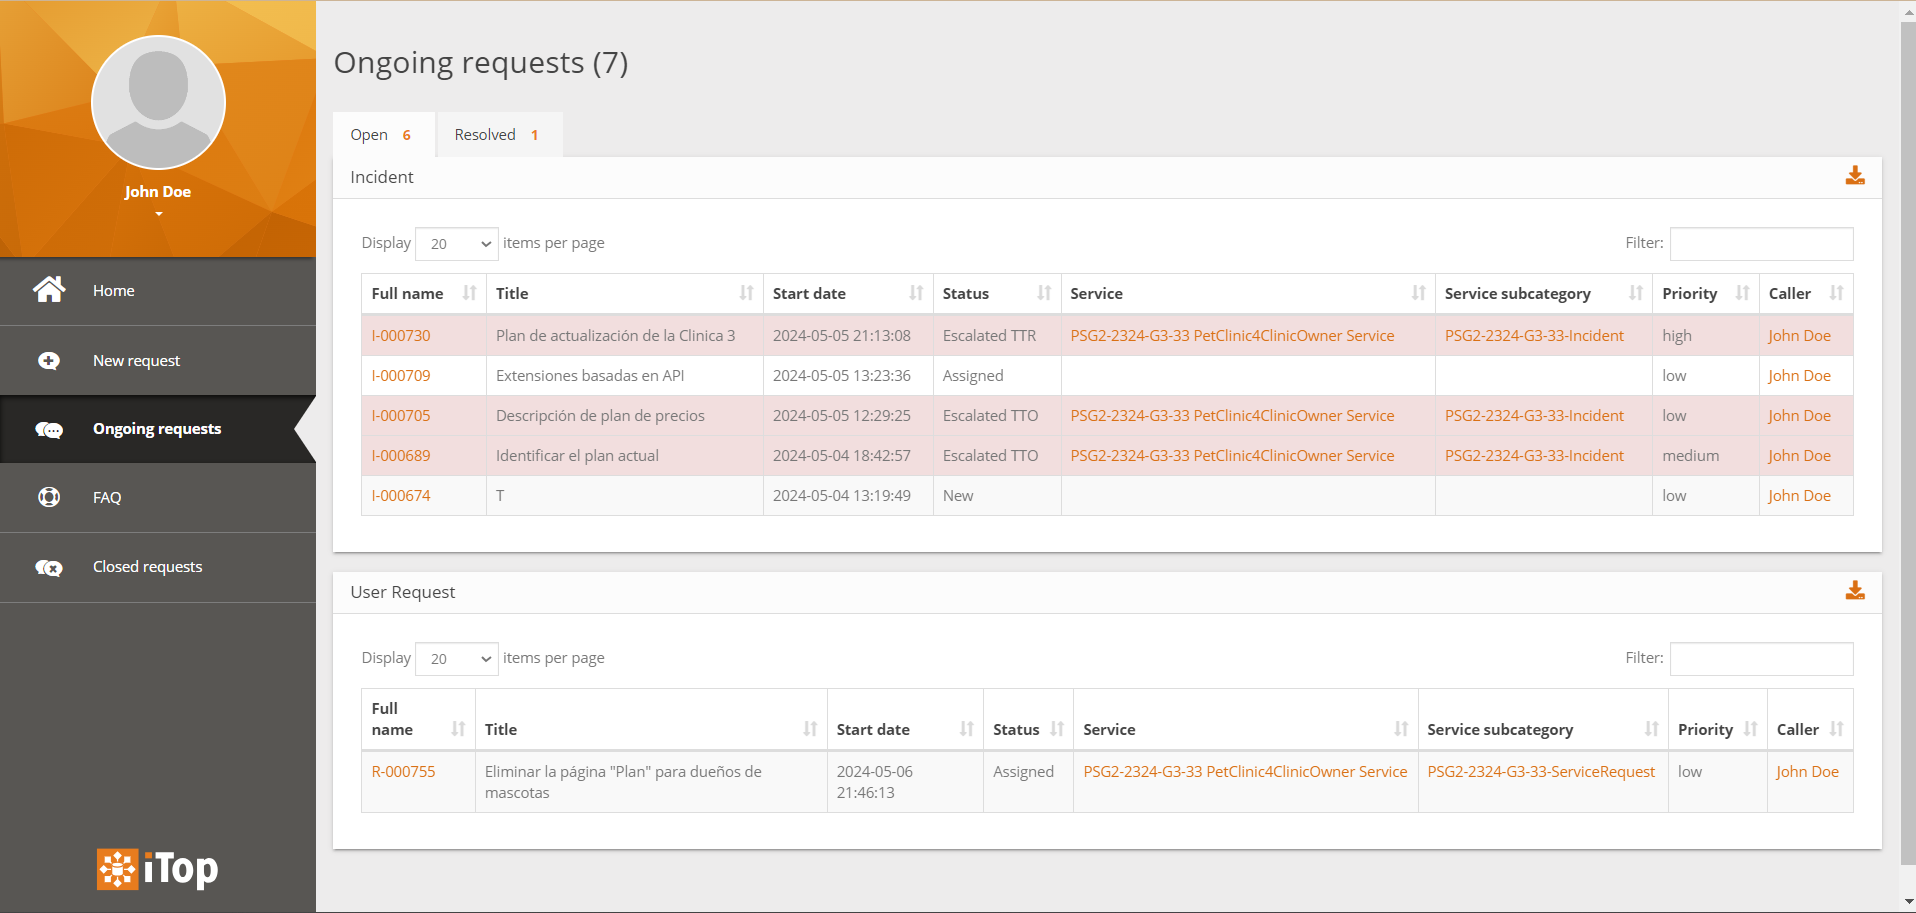 John Doe
Home
New request
Ongoing requests
FAQ
Closed requests
iTop
Ongoing requests (7)
Open 6 Resolved 1
Incident
Display 20 items per page Filter:
Full name Title Start date Status Service Service subcategory Priority Caller
I-000730 Plan de actualización de la Clinica 3 2024-05-05 21:13:08 Escalated TTR PSG2-2324-G3-33 PetClinic4ClinicOwner Service PSG2-2324-G3-33-Incident high John Doe
I-000709 Extensiones basadas en API 2024-05-05 13:23:36 Assigned low John Doe
I-000705 Descripción de plan de precios 2024-05-05 12:29:25 Escalated TTO PSG2-2324-G3-33 PetClinic4ClinicOwner Service PSG2-2324-G3-33-Incident low John Doe
I-000689 Identificar el plan actual 2024-05-04 18:42:57 Escalated TTO PSG2-2324-G3-33 PetClinic4ClinicOwner Service PSG2-2324-G3-33-Incident medium John Doe
I-000674 T 2024-05-04 13:19:49 New low John Doe
User Request
Display 20 items per page Filter:
Full
name Title Start date Status Service Service subcategory Priority Caller
R-000755 Eliminar la página "Plan" para dueños de 2024-05-06 Assigned PSG2-2324-G3-33 PetClinic4ClinicOwner Service PSG2-2324-G3-33-ServiceRequest low John Doe
mascotas 21:46:13